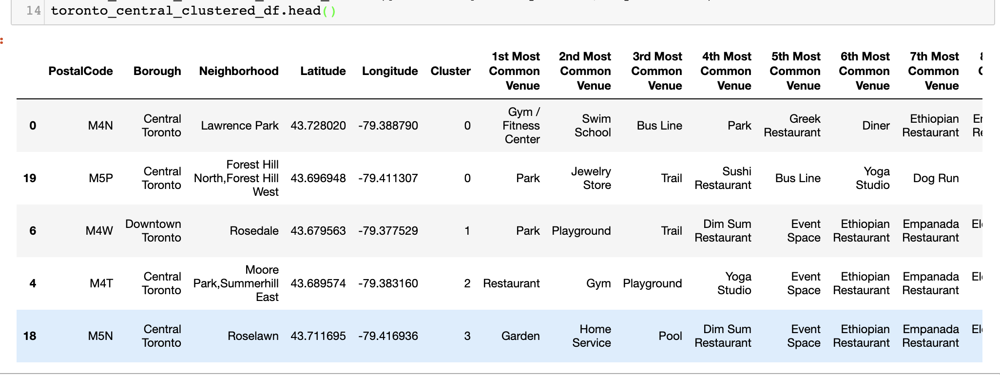 14 toronto_central_clustered_df.head()
:
PostalCode Borough Neighborhood Latitude Longitude Cluster 1st Most Common Venue 2nd Most Common Venue 3rd Most Common Venue 4th Most Common Venue 5th Most Common Venue 6th Most Common Venue 7th Most Common Venue
0 M4N Central Toronto Lawrence Park 43.728020 -79.388790 0 Gym / Fitness Center Swim School Bus Line Park Greek Restaurant Diner Ethiopian Restaurant
19 M5P Central Toronto Forest Hill North,Forest Hill West 43.696948 -79.411307 0 Park Jewelry Store Trail Sushi Restaurant Bus Line Yoga Studio Dog Run
6 M4W Downtown Toronto Rosedale 43.679563 -79.377529 1 Park Playground Trail Dim Sum Restaurant Event Space Ethiopian Restaurant Empanada Restaurant
4 M4T Central Toronto Moore Park,Summerhill East 43.689574 -79.383160 2 Restaurant Gym Playground Yoga Studio Event Space Ethiopian Restaurant Empanada Restaurant
18 M5N Central Toronto Roselawn 43.711695 -79.416936 3 Garden Home Service Pool Dim Sum Restaurant Event Space Ethiopian Restaurant Empanada Restaurant